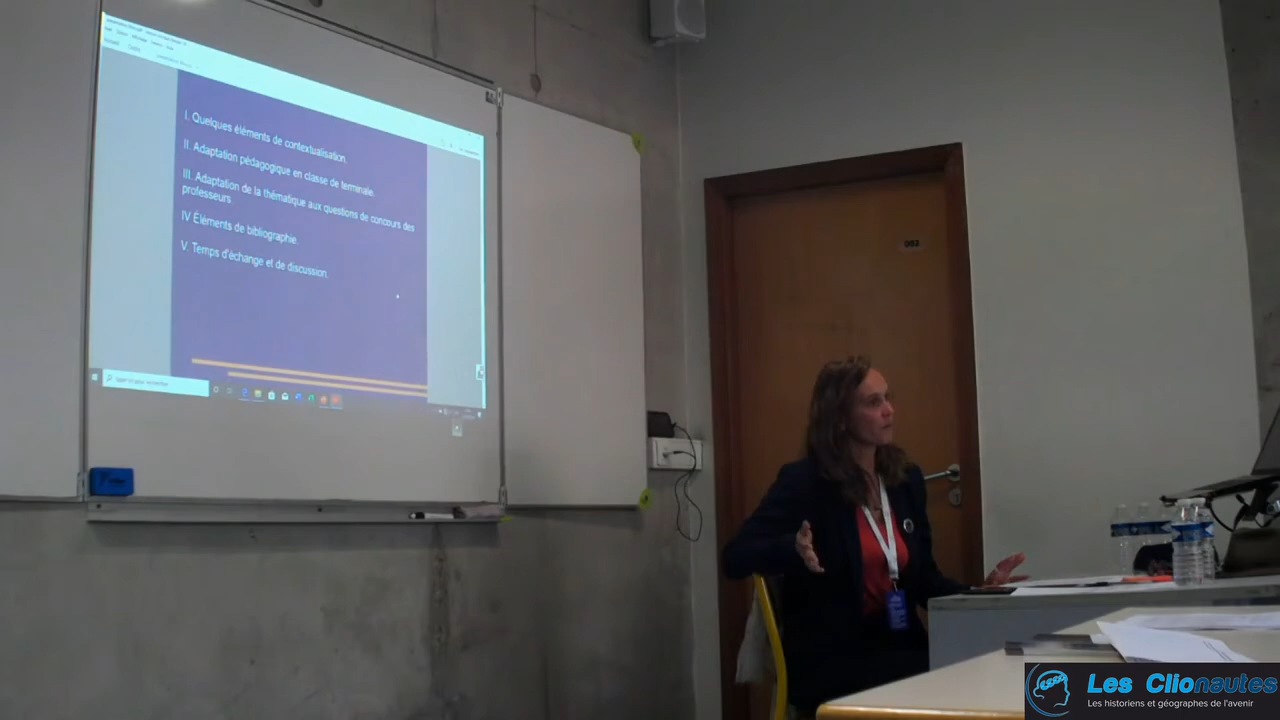 I. Quelques éléments de contextualisation.
II. Adaptation pédagogique en classe de terminale.
III. Adaptation de la thématique aux questions de concours des
professeurs.
IV Éléments de bibliographie.
V. Temps d'échange et de discussion.
Les Clionautes
Les historiens et géographes de l'avenir